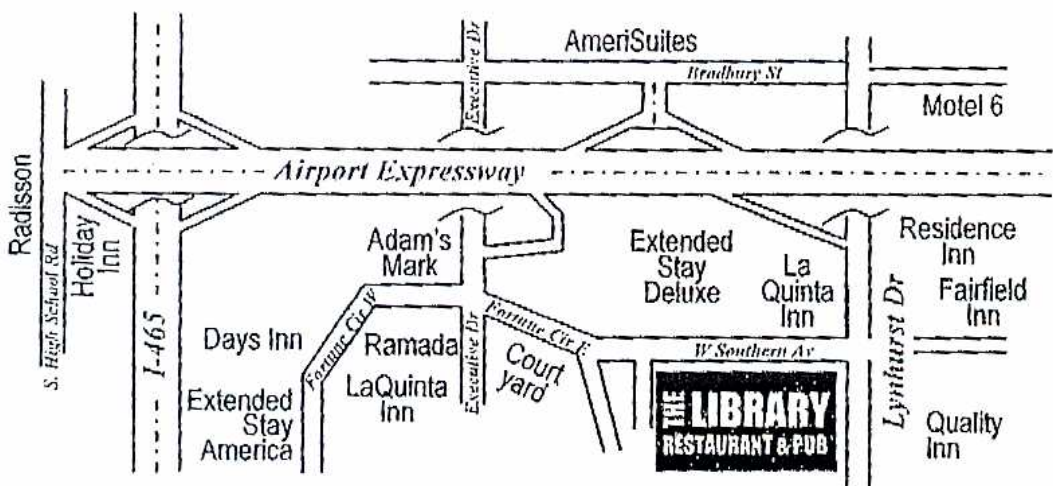 AmeriSuites
Executive Dr
Bradbury St
Motel 6
Airport Expressway
Radisson
S. High School Rd
Holiday
Inn
I-465
Adam's
Mark
Extended
Stay
Deluxe
La
Quinta
Inn
Residence
Inn
Fairfield
Inn
Lynhurst Dr
Days Inn
Fortune Cir W
Ramada
Executive Dr
Fortune Cir E
W Southern Av
LaQuinta
Inn
Court
yard
Extended
Stay
America
THE LIBRARY
RESTAURANT & PUB
Quality
Inn